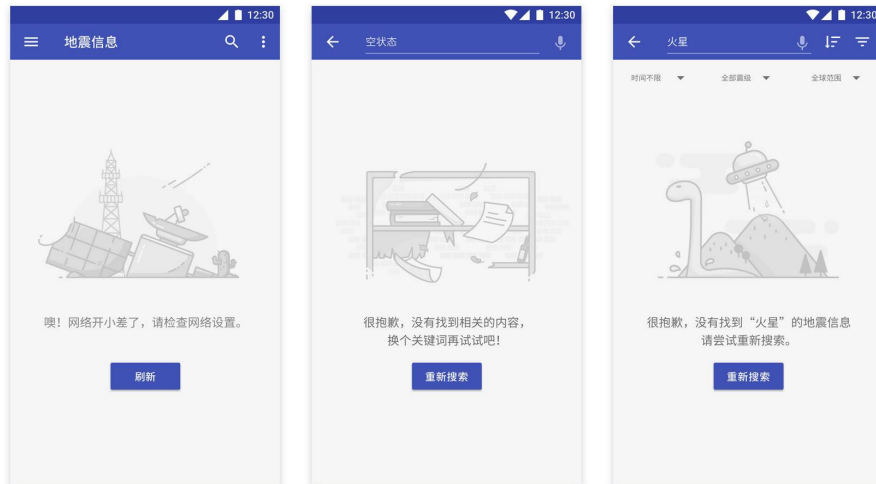 12:30
地震信息
噢！网络开小差了，请检查网络设置。
刷新
12:30
空状态
很抱歉，没有找到相关的内容，
换个关键词再试试吧！
重新搜索
12:30
火星
时间不限 全部震级 全球范围
很抱歉，没有找到“火星”的地震信息
请尝试重新搜索。
重新搜索